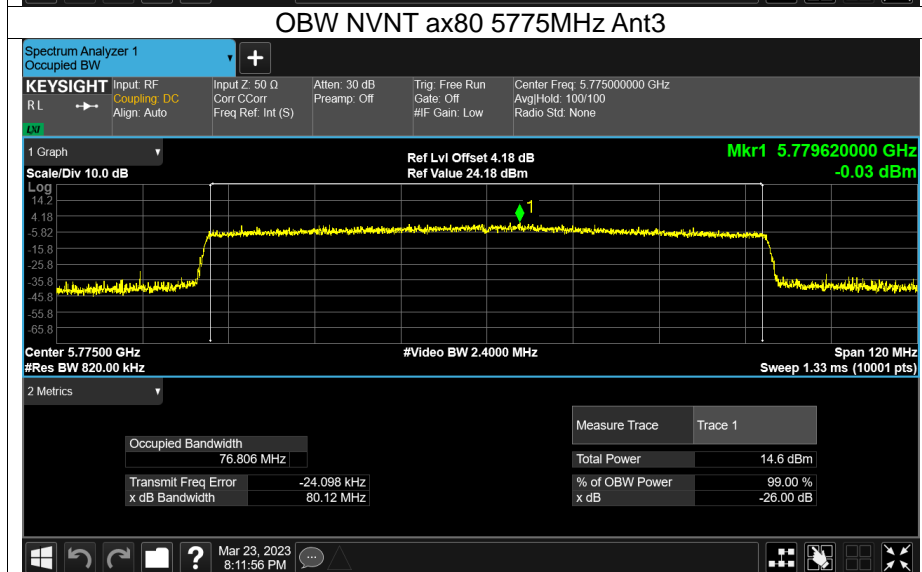 OBW NVNT ax80 5775MHz Ant3
Spectrum Analyzer 1
Occupied BW
▼
+
KEYSIGHT
R L
LXI
Input: RF
Coupling: DC
Align: Auto
Input Z: 50 Ω
Corr CCorr
Freq Ref: Int (S)
Atten: 30 dB
Preamp: Off
Trig: Free Run
Gate: Off
#IF Gain: Low
Center Freq: 5.775000000 GHz
Avg|Hold: 100/100
Radio Std: None
1 Graph
Scale/Div 10.0 dB
Ref Lvl Offset 4.18 dB
Ref Value 24.18 dBm
Mkr1 5.779620000 GHz
-0.03 dBm
Log
14.2
4.18
-5.82
-15.8
-25.8
-35.8
-45.8
-55.8
-65.8
1
Center 5.77500 GHz
#Res BW 820.00 kHz
#Video BW 2.4000 MHz
Span 120 MHz
Sweep 1.33 ms (10001 pts)
2 Metrics
Occupied Bandwidth
76.806 MHz
Transmit Freq Error -24.098 kHz
x dB Bandwidth 80.12 MHz
Measure Trace Trace 1
Total Power 14.6 dBm
% of OBW Power 99.00 %
x dB -26.00 dB
?
Mar 23, 2023
8:11:56 PM